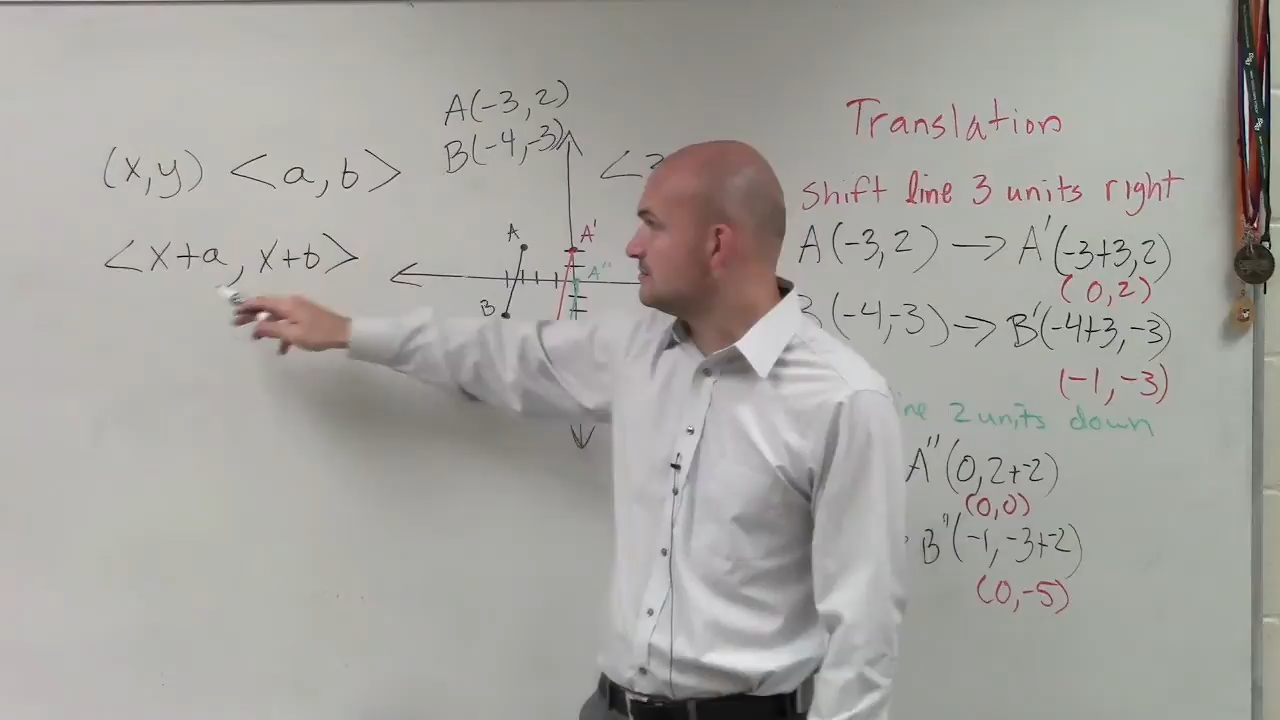 (x,y) <a,b>
<x+a, x+b>
A(-3,2)
B(-4,-3)
A
B
A'
A"
Translation
Shift line 3 units right
A(-3,2) → A'(-3+3,2)
(0,2)
(-4,-3) → B'(-4+3,-3)
(-1,-3)
2 units down
A"(0,2+-2)
(0,0)
B"(-1,-3+-2)
(0,-5)